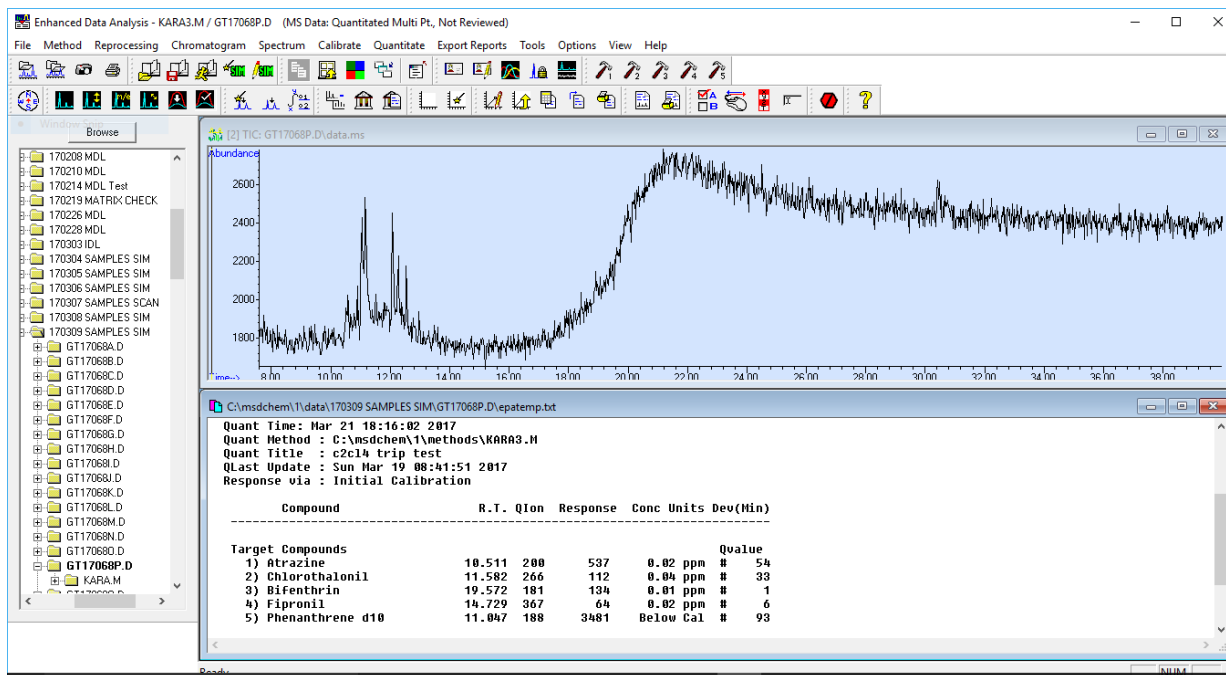 Enhanced Data Analysis - KARA3.M / GT17068P.D (MS Data: Quantitated Multi Pt., Not Reviewed)
File Method Reprocessing Chromatogram Spectrum Calibrate Quantitate Export Reports Tools Options View Help
Window Snip
Browse
170208 MDL
170210 MDL
170214 MDL Test
170219 MATRIX CHECK
170226 MDL
170228 MDL
170303 IDL
170304 SAMPLES SIM
170305 SAMPLES SIM
170306 SAMPLES SIM
170307 SAMPLES SCAN
170308 SAMPLES SIM
170309 SAMPLES SIM
GT17068A.D
GT17068B.D
GT17068C.D
GT17068D.D
GT17068E.D
GT17068F.D
GT17068G.D
GT17068H.D
GT17068I.D
GT17068J.D
GT17068K.D
GT17068L.D
GT17068M.D
GT17068N.D
GT17068O.D
GT17068P.D
KARA.M
[2] TIC: GT17068P.D\data.ms
Abundance
2600
2400
2200
2000
1800
Time-->
8.00 10.00 12.00 14.00 16.00 18.00 20.00 22.00 24.00 26.00 28.00 30.00 32.00 34.00 36.00 38.00
C:\msdchem\1\data\170309 SAMPLES SIM\GT17068P.D\epatemp.txt
Quant Time: Mar 21 18:16:02 2017
Quant Method : C:\msdchem\1\methods\KARA3.M
Quant Title : c2cl4 trip test
QLast Update : Sun Mar 19 08:41:51 2017
Response via : Initial Calibration
Compound R.T. QIon Response Conc Units Dev(Min)
Target Compounds Qvalue
1) Atrazine 10.511 200 537 0.02 ppm # 54
2) Chlorothalonil 11.582 266 112 0.04 ppm # 33
3) Bifenthrin 19.572 181 134 0.01 ppm # 1
4) Fipronil 14.729 367 64 0.02 ppm # 6
5) Phenanthrene d10 11.047 188 3481 Below Cal # 93
Ready
NUM